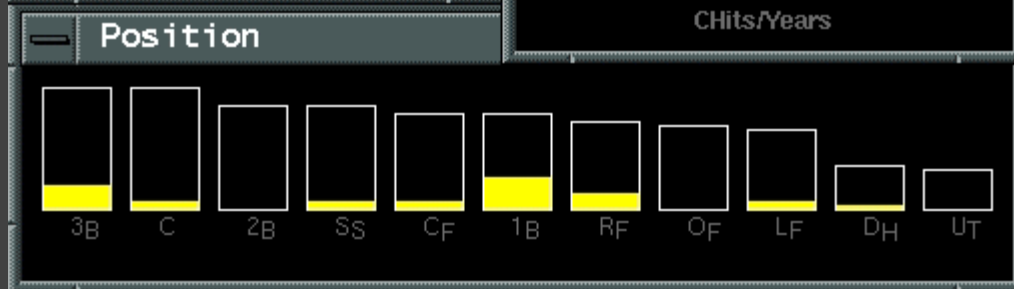 CHits/Years
Position
3B C 2B SS CF 1B RF OF LF DH UT